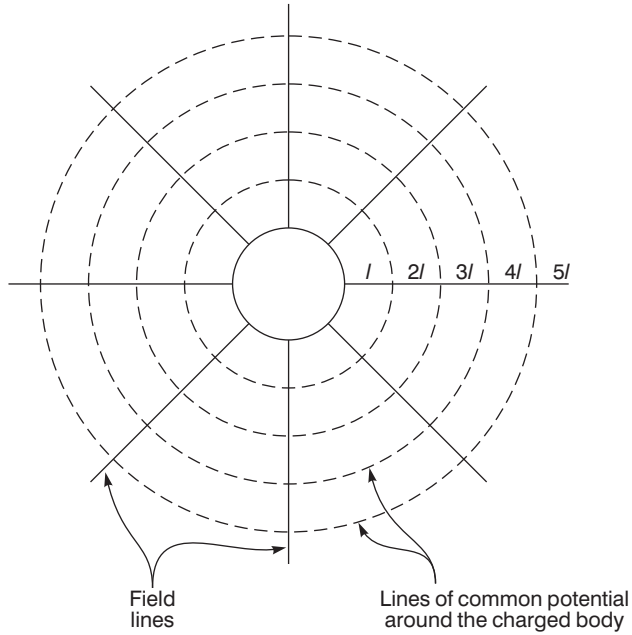 l 2l 3l 4l 5l
Field
lines
Lines of common potential
around the charged body